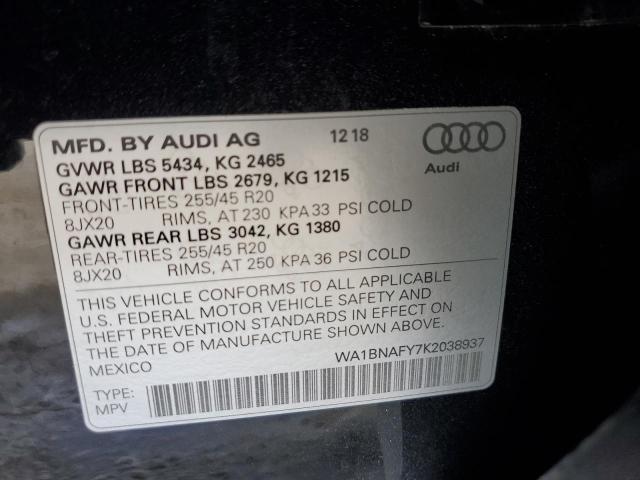 MFD. BY AUDI AG 12 18
GVWR LBS 5434, KG 2465
GAWR FRONT LBS 2679, KG 1215
FRONT-TIRES 255/45 R20
8JX20 RIMS, AT 230 KPA 33 PSI COLD
GAWR REAR LBS 3042, KG 1380
REAR-TIRES 255/45 R20
8JX20 RIMS, AT 250 KPA 36 PSI COLD
Audi
THIS VEHICLE CONFORMS TO ALL APPLICABLE
U.S. FEDERAL MOTOR VEHICLE SAFETY AND
THEFT PREVENTION STANDARDS IN EFFECT ON
THE DATE OF MANUFACTURE SHOWN ABOVE.
MEXICO
WA1BNAFY7K2038937
TYPE:
MPV